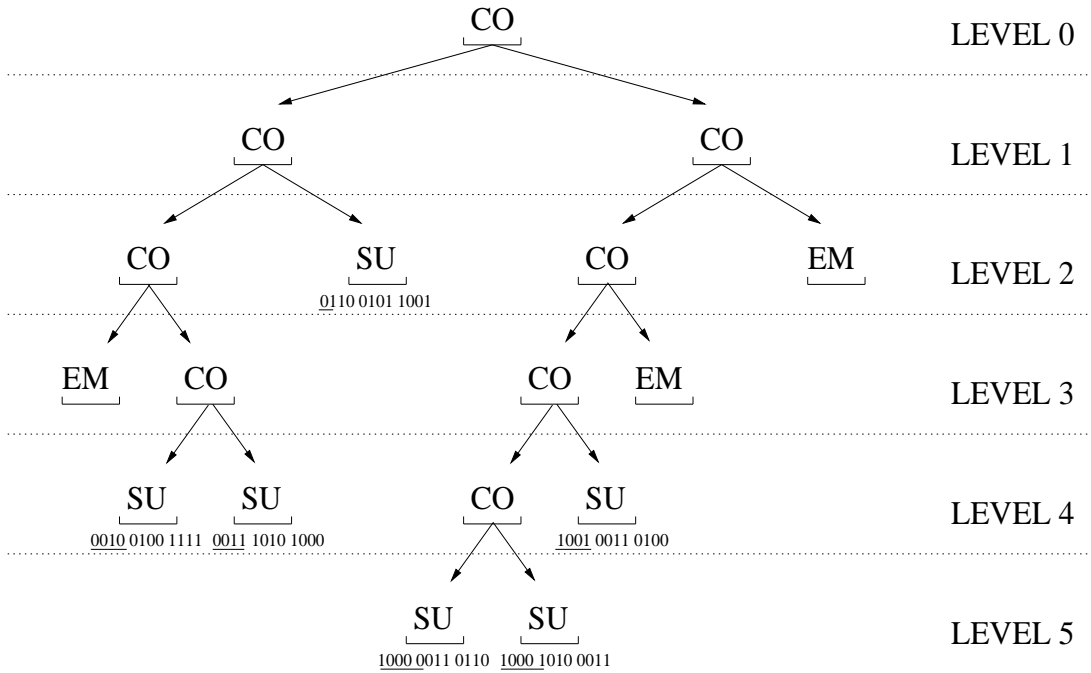 CO LEVEL 0
CO CO LEVEL 1
CO SU CO EM LEVEL 2
0110 0101 1001
EM CO CO EM LEVEL 3
SU SU CO SU LEVEL 4
0010 0100 1111 0011 1010 1000 1001 0011 0100
SU SU LEVEL 5
1000 0011 0110 1000 1010 0011